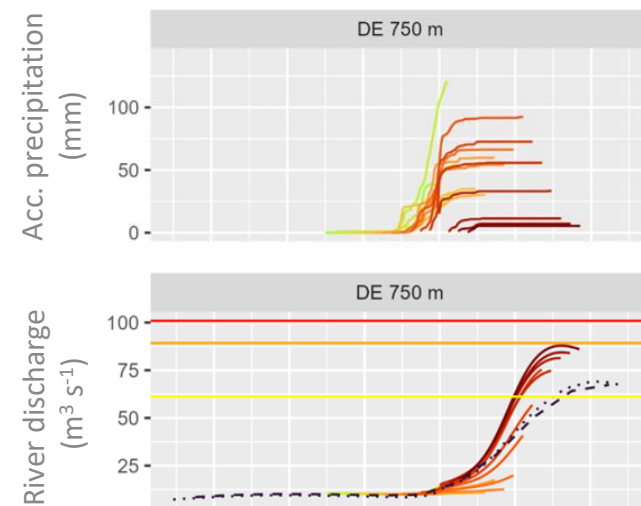 DE 750 m
Acc. precipitation
(mm)
100
50
0
DE 750 m
River discharge
(m³ s⁻¹)
100
75
50
25